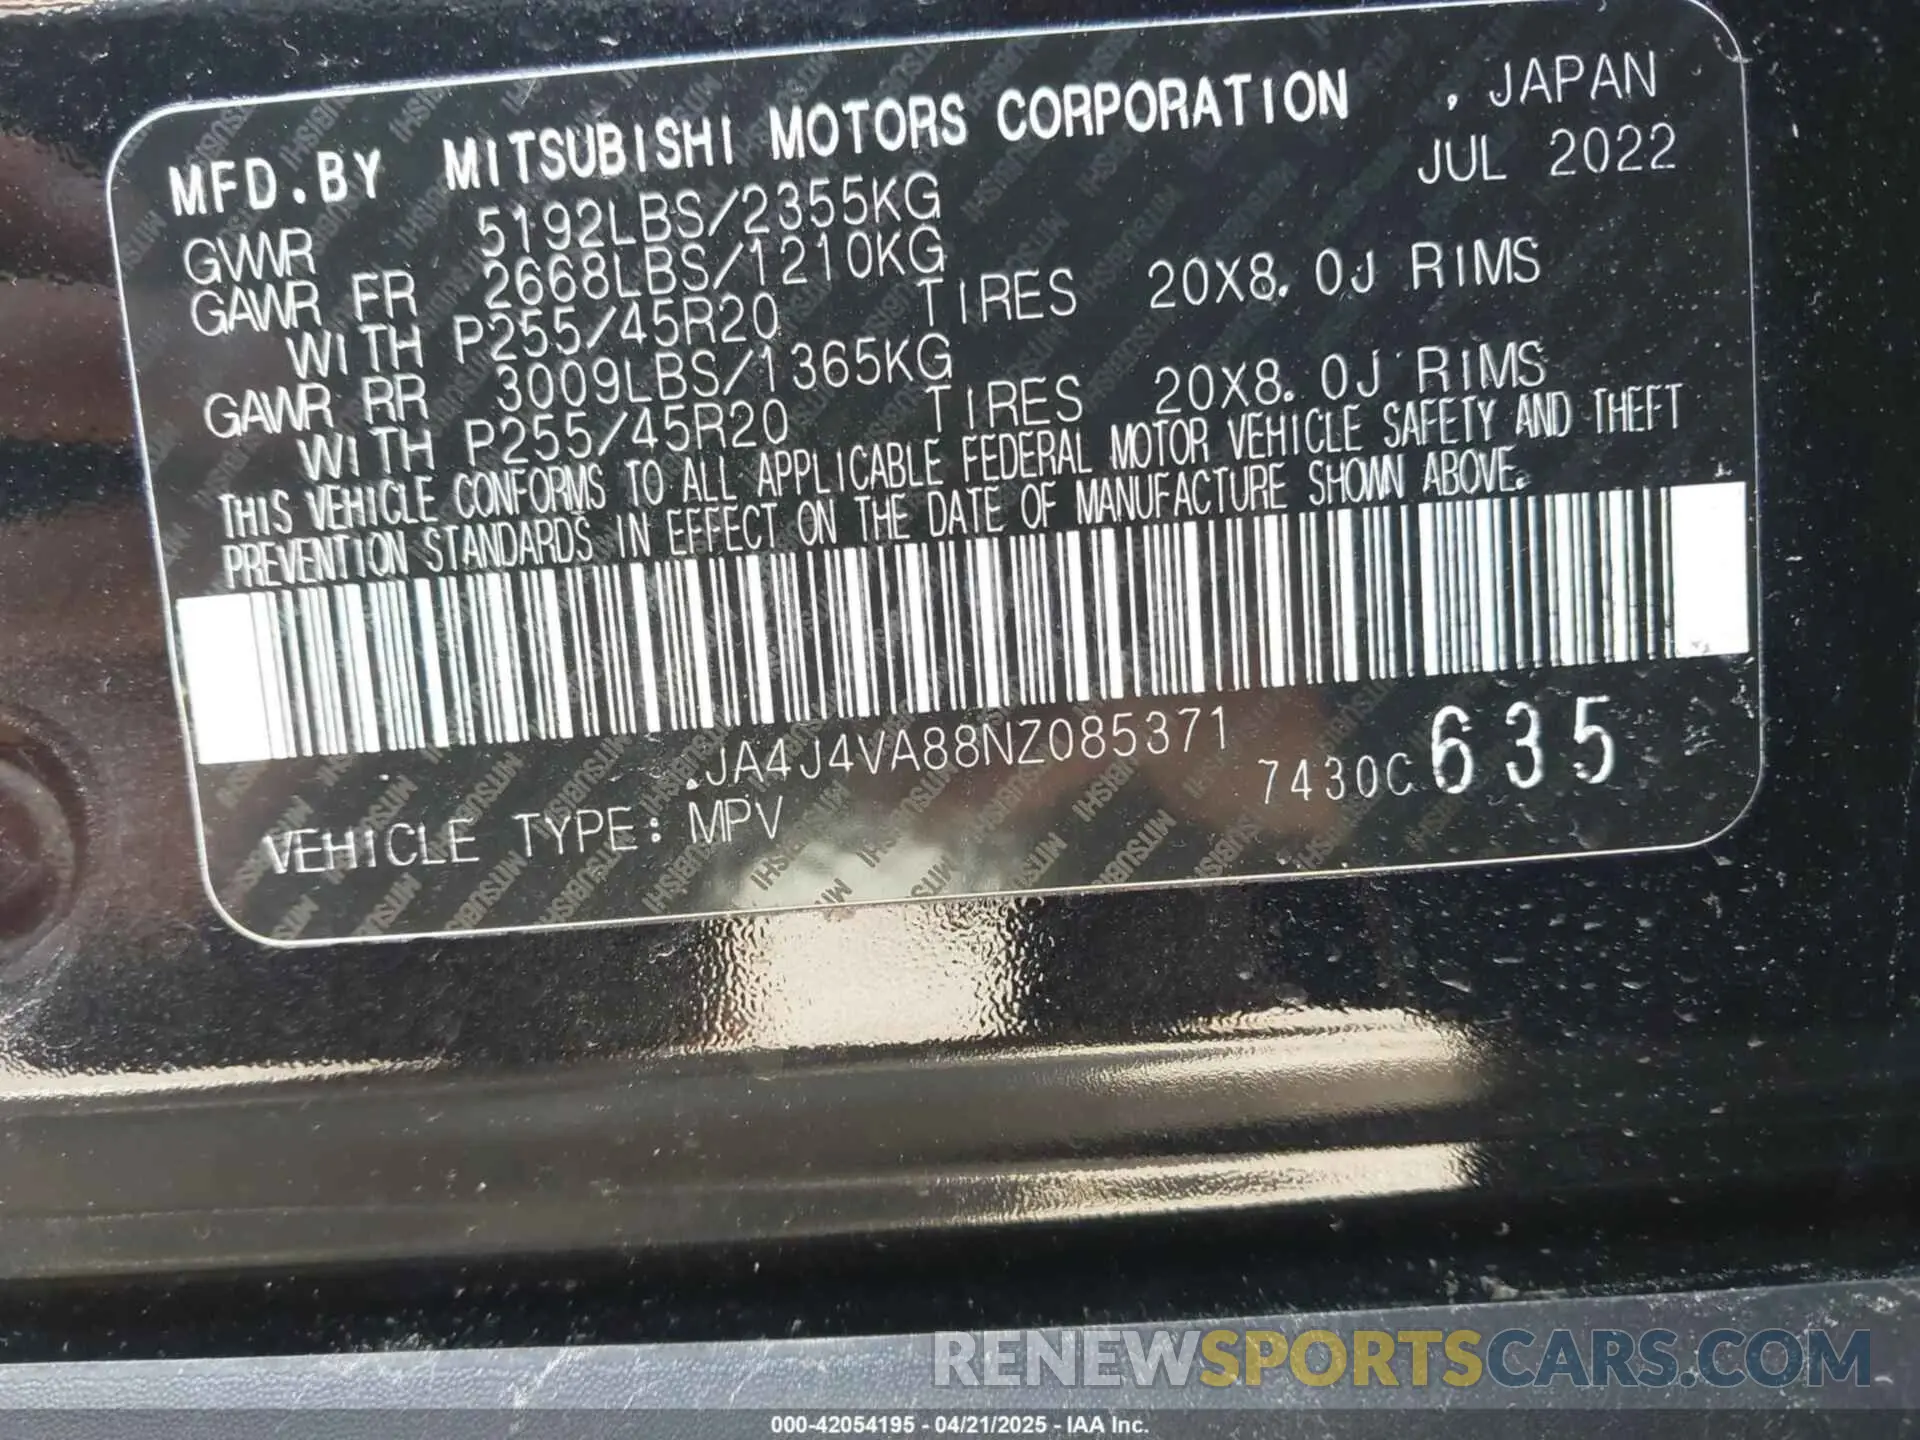 MFD.BY MITSUBISHI MOTORS CORPORATION , JAPAN
JUL 2022
GVWR 5192LBS/2355KG
GAWR FR 2668LBS/1210KG
WITH P255/45R20 TIRES 20X8.0J RIMS
GAWR RR 3009LBS/1365KG
WITH P255/45R20 TIRES 20X8.0J RIMS
THIS VEHICLE CONFORMS TO ALL APPLICABLE FEDERAL MOTOR VEHICLE SAFETY AND THEFT
PREVENTION STANDARDS IN EFFECT ON THE DATE OF MANUFACTURE SHOWN ABOVE.
.JA4J4VA88NZ085371
7430C 635
VEHICLE TYPE: MPV
RENEWSPORTSCARS.COM
000-42054195 - 04/21/2025 - IAA Inc.